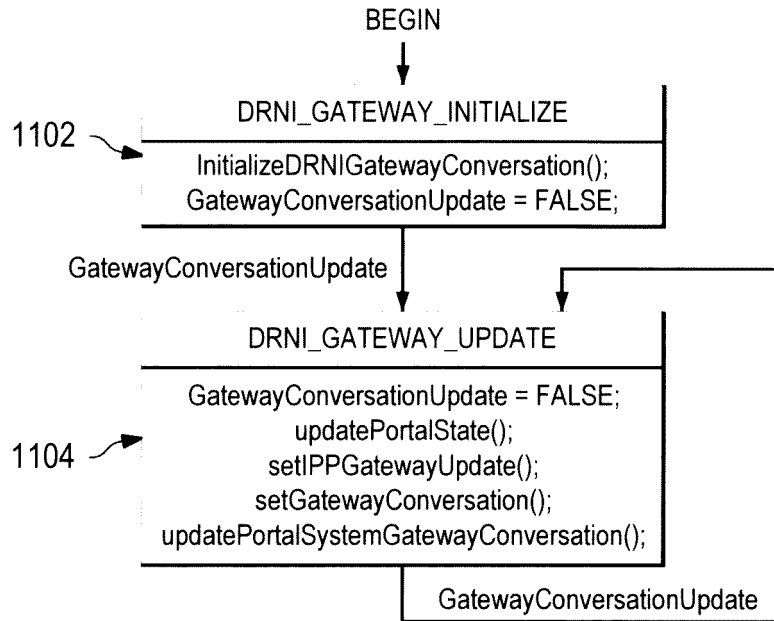 BEGIN
DRNI_GATEWAY_INITIALIZE
1102
InitializeDRNIGatewayConversation();
GatewayConversationUpdate = FALSE;
GatewayConversationUpdate
DRNI_GATEWAY_UPDATE
GatewayConversationUpdate = FALSE;
updatePortalState();
1104
setIPPGatewayUpdate();
setGatewayConversation();
updatePortalSystemGatewayConversation();
GatewayConversationUpdate